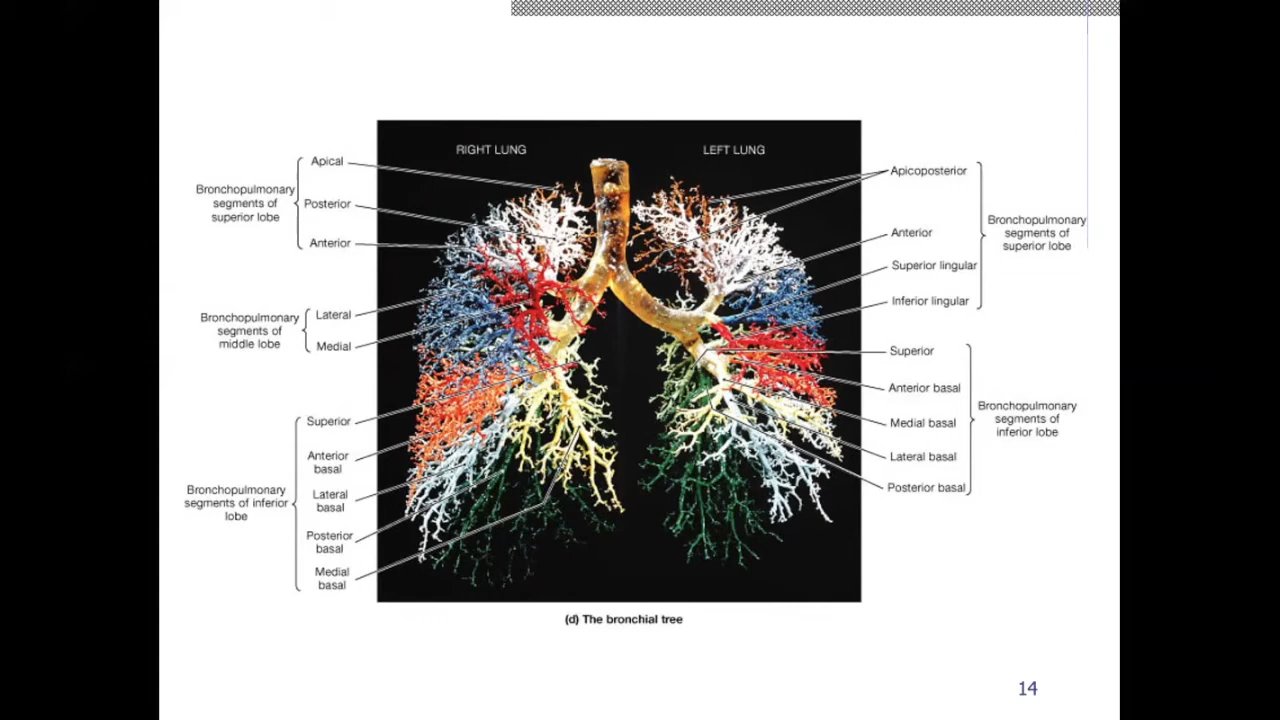 RIGHT LUNG
LEFT LUNG
Apical
Posterior
Anterior
Bronchopulmonary
segments of
superior lobe
Lateral
Medial
Bronchopulmonary
segments of
middle lobe
Superior
Anterior
basal
Lateral
basal
Posterior
basal
Medial
basal
Bronchopulmonary
segments of inferior
lobe
Apicoposterior
Anterior
Superior lingular
Inferior lingular
Bronchopulmonary
segments of
superior lobe
Superior
Anterior basal
Medial basal
Lateral basal
Posterior basal
Bronchopulmonary
segments of
inferior lobe
(d) The bronchial tree
14